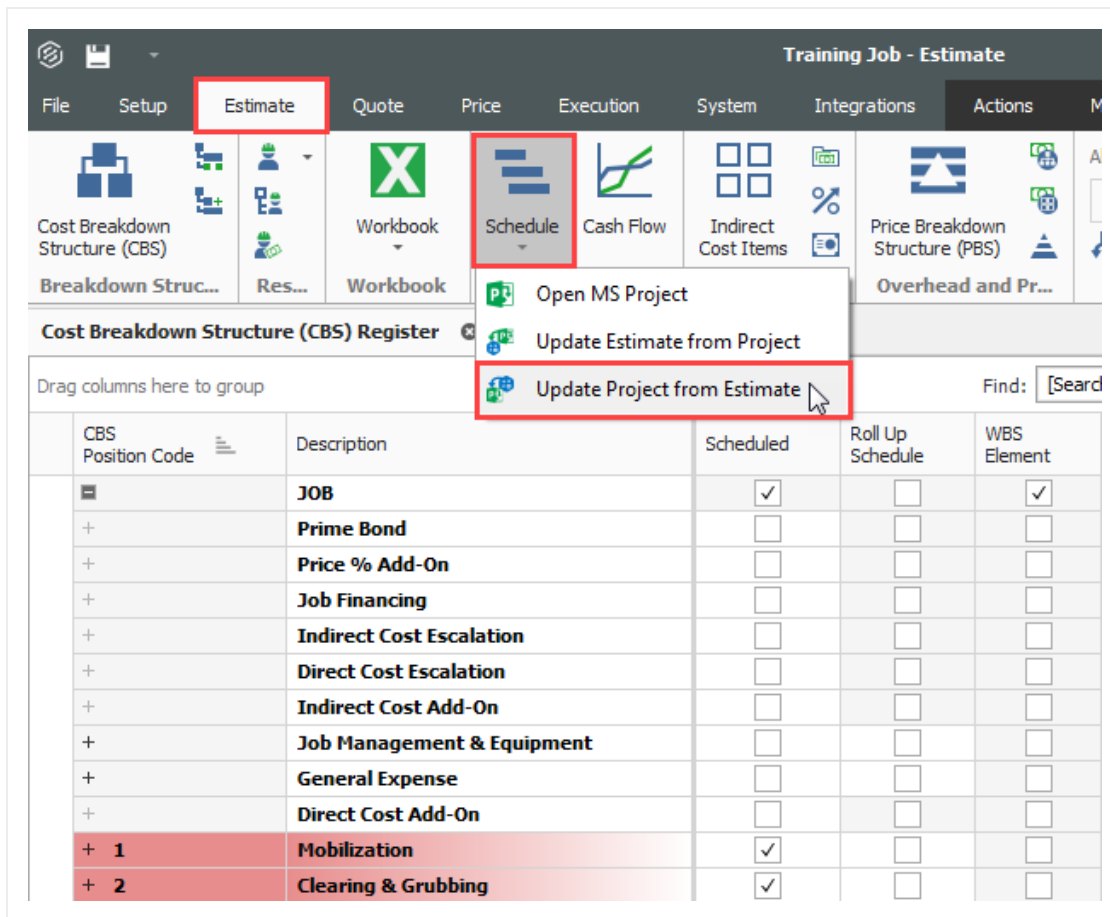 Training Job - Estimate
File Setup Estimate Quote Price Execution System Integrations Actions M
Cost Breakdown
Structure (CBS)
Workbook
Schedule
Cash Flow
Indirect
Cost Items
Price Breakdown
Structure (PBS)
A
Breakdown Struc... Res... Workbook Overhead and Pr...
Open MS Project
Update Estimate from Project
Update Project from Estimate
Cost Breakdown Structure (CBS) Register
Drag columns here to group
Find: [Search
CBS
Position Code
Description
Scheduled
Roll Up
Schedule
WBS
Element
JOB
Prime Bond
Price % Add-On
Job Financing
Indirect Cost Escalation
Direct Cost Escalation
Indirect Cost Add-On
Job Management & Equipment
General Expense
Direct Cost Add-On
1 Mobilization
2 Clearing & Grubbing